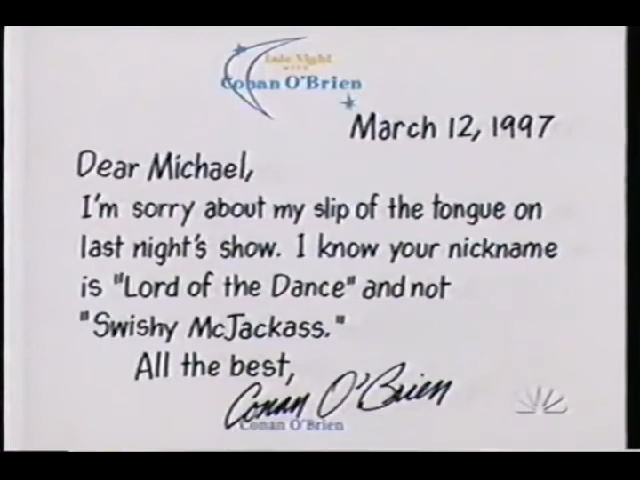 Late Night
WITH
Conan O'Brien
March 12, 1997
Dear Michael,
I'm sorry about my slip of the tongue on
last night's show. I know your nickname
is "Lord of the Dance" and not
"Swishy McJackass."
All the best,
Conan O'Brien
Conan O'Brien